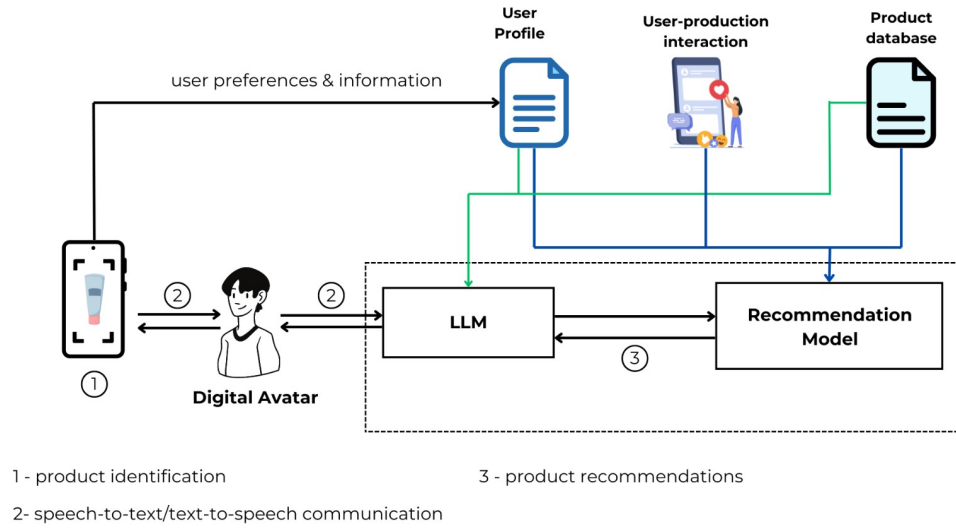 User
Profile
User-production
interaction
Product
database
user preferences & information
2
2
LLM
Recommendation
Model
3
1
Digital Avatar
1 - product identification
3 - product recommendations
2- speech-to-text/text-to-speech communication